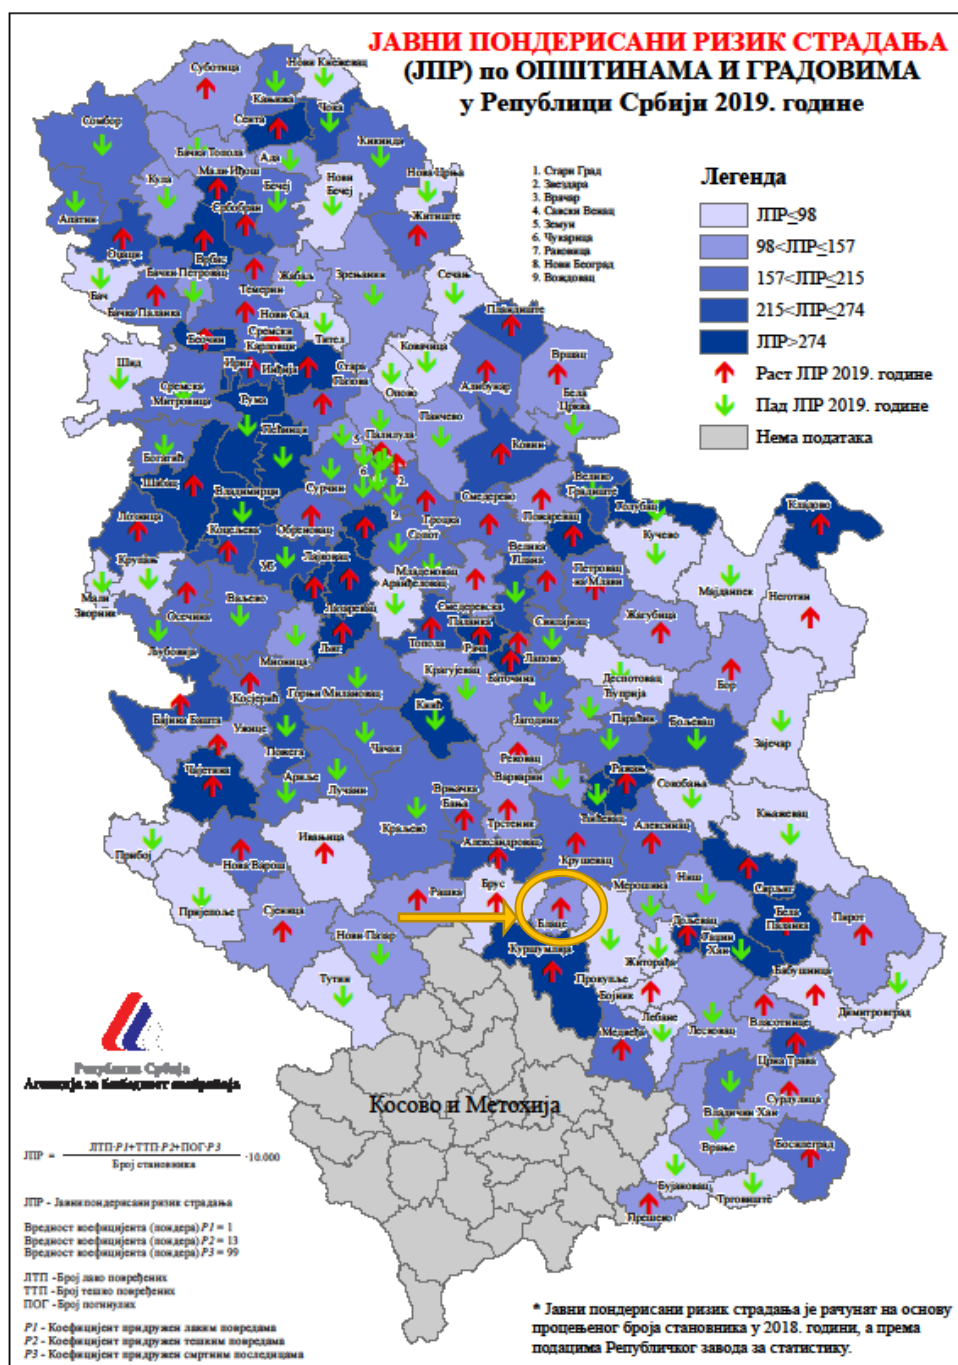 ЈАВНИ ПОНДЕРИСАНИ РИЗИК СТРАДАЊА
(ЈПР) по ОПШТИНАМА И ГРАДОВИМА
у Републици Србији 2019. године
1. Стари Град
2. Звездара
3. Врачар
4. Савски Венац
5. Земун
6. Чукарица
7. Раковица
8. Нови Београд
9. Вождовац
Легенда
ЈПР≤98
98<ЈПР≤157
157<ЈПР≤215
215<ЈПР≤274
ЈПР>274
Раст ЈПР 2019. године
Пад ЈПР 2019. године
Нема података
Суботица
Нови Кнежевац
Кањижа
Чока
Сента
Сомбор
Кикинда
Бачка Топола
Ада
Мали Иђош
Кула
Бечеј
Нови Бечеј
Нова Црња
Србобран
Житиште
Апатин
Оџаци
Врбас
Бачки Петровац
Жабаљ
Зрењанин
Сечањ
Бач
Темерин
Бачка Паланка
Нови Сад
Пландиште
Беочин
Сремски Карловци
Тител
Ковачица
Вршац
Шид
Ириг
Инђија
Стара Пазова
Опово
Алибунар
Сремска Митровица
Рума
Бела Црква
Панчево
Пећинци
Палилула
5.
Ковин
Богатић
6.
2.
Сурчин
Велико Градиште
Шабац
Владимирци
9.
Смедерево
Голубац
Кладово
Лозница
Коцељева
Обреновац
Гроцка
Пожаревац
Кучево
Крупањ
Уб
Лајковац
Сопот
Велика Плана
Младеновац
Петровац на Млави
Мајданпек
Неготин
Мали Зворник
Аранђеловац
Осечина
Ваљево
Лазаревац
Смедеревска Паланка
Жагубица
Топола
Свилајнац
Љубовија
Љиг
Рача
Лапово
Мионица
Баточина
Крагујевац
Деспотовац
Бор
Косјерић
Горњи Милановац
Ћуприја
Бајина Башта
Кнић
Јагодина
Параћин
Бољевац
Ужице
Пожега
Чачак
Зајечар
Рековац
Чајетина
Ариље
Лучани
Варварин
Ражањ
Сокобања
Врњачка Бања
Ћићевац
Књажевац
Краљево
Трстеник
Алексинац
Прибој
Ивањица
Александровац
Крушевац
Нова Варош
Мерошина
Ниш
Сврљиг
Пријепоље
Рашка
Брус
Сјеница
Блаце
Дољевац
Бела Паланка
Пирот
Нови Пазар
Куршумлија
Гаџин Хан
Житорађа
Бабушница
Тутин
Прокупље
Бојник
Димитровград
Лебане
Власотинце
Лесковац
Медвеђа
Црна Трава
Сурдулица
Владичин Хан
Косово и Метохија
Врање
Босилеград
Бујановац
Трговиште
Прешево
Република Србија
Агенција за безбедност саобраћаја
ЈПР = ЛТП·P1+ТТП·P2+ПОГ·P3 / Број становника ·10.000
ЈПР - Јавни пондерисани ризик страдања
Вредност коефицијента (пондера) P1 = 1
Вредност коефицијента (пондера) P2 = 13
Вредност коефицијента (пондера) P3 = 99
ЛТП - Број лако повређених
ТТП - Број тешко повређених
ПОГ - Број погинулих
P1 - Коефицијент придружен лаким повредама
P2 - Коефицијент придружен тешким повредама
P3 - Коефицијент придружен смртним последицама
* Јавни пондерисани ризик страдања је рачунат на основу
процењеног броја становника у 2018. години, а према
подацима Републичког завода за статистику.